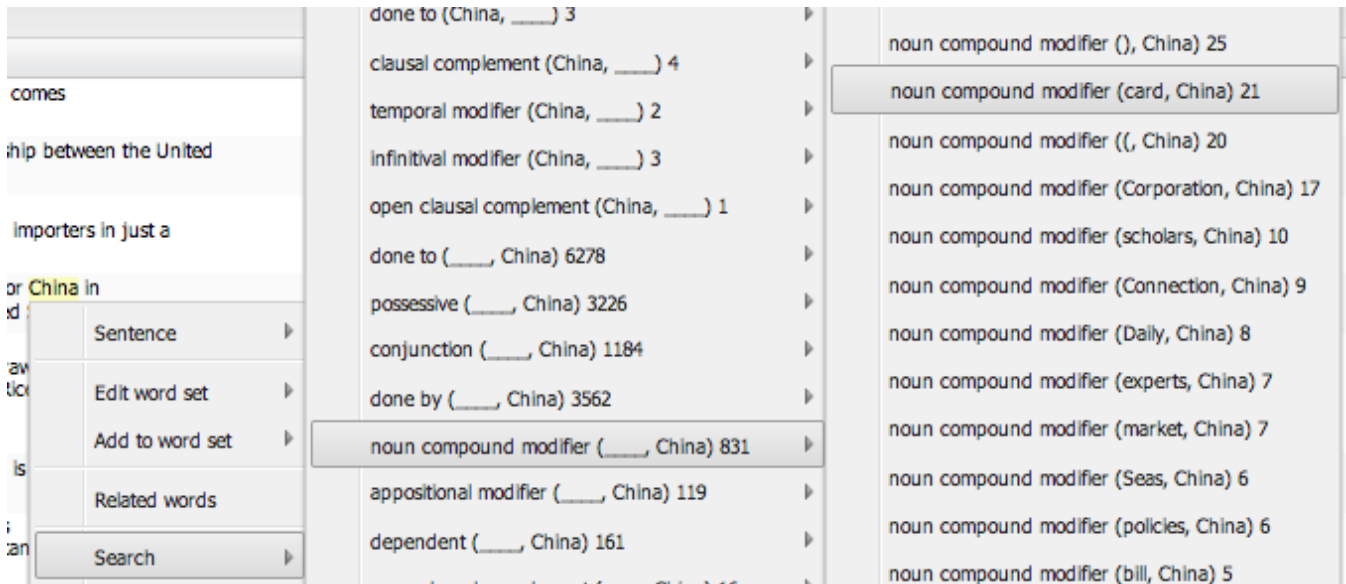 comes
ship between the United
importers in just a
or China in
ed
Sentence
Edit word set
Add to word set
is
Related words
Search
done to (China, ____) 3
clausal complement (China, ____) 4
temporal modifier (China, ____) 2
infinitival modifier (China, ____) 3
open clausal complement (China, ____) 1
done to (____, China) 6278
possessive (____, China) 3226
conjunction (____, China) 1184
done by (____, China) 3562
noun compound modifier (____, China) 831
appositional modifier (____, China) 119
dependent (____, China) 161
noun compound modifier (), China) 25
noun compound modifier (card, China) 21
noun compound modifier ((, China) 20
noun compound modifier (Corporation, China) 17
noun compound modifier (scholars, China) 10
noun compound modifier (Connection, China) 9
noun compound modifier (Daily, China) 8
noun compound modifier (experts, China) 7
noun compound modifier (market, China) 7
noun compound modifier (Seas, China) 6
noun compound modifier (policies, China) 6
noun compound modifier (bill, China) 5